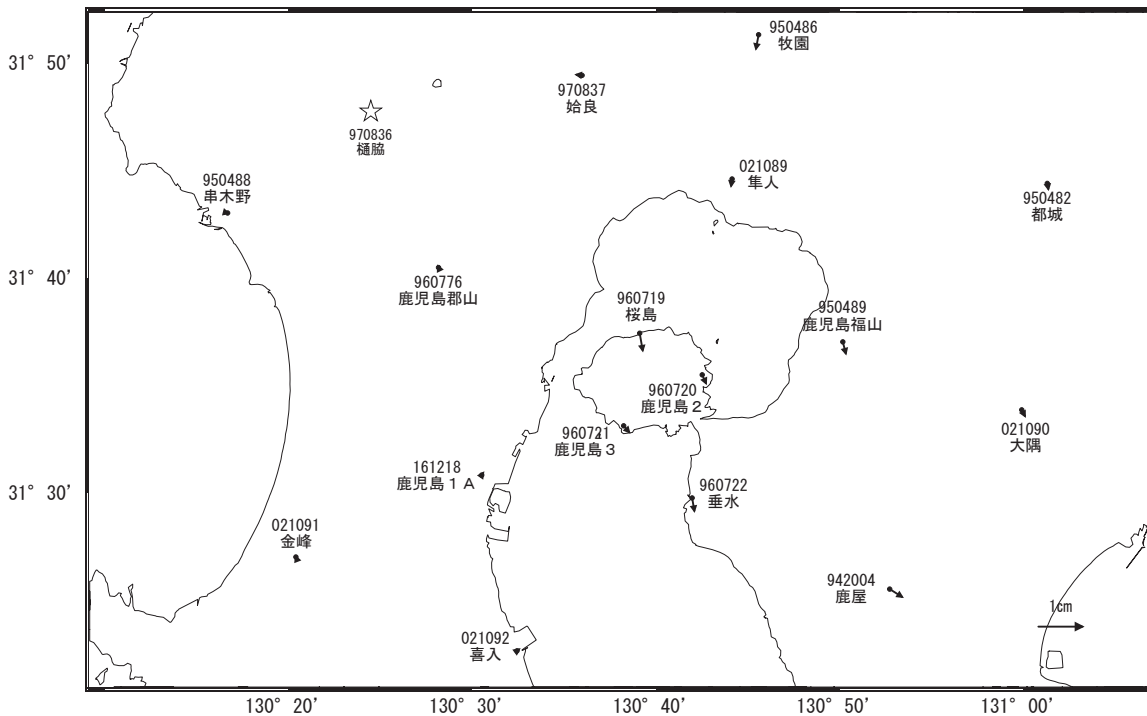 950486
牧園
31° 50'
970837
姶良
970836
樋脇
021089
隼人
950488
串木野
950482
都城
31° 40'
960776
鹿児島郡山
960719
桜島
950489
鹿児島福山
960720
鹿児島2
960721
鹿児島3
021090
大隅
161218
鹿児島1A
31° 30'
960722
垂水
021091
金峰
942004
鹿屋
1cm
021092
喜入
130° 20' 130° 30' 130° 40' 130° 50' 131° 00'